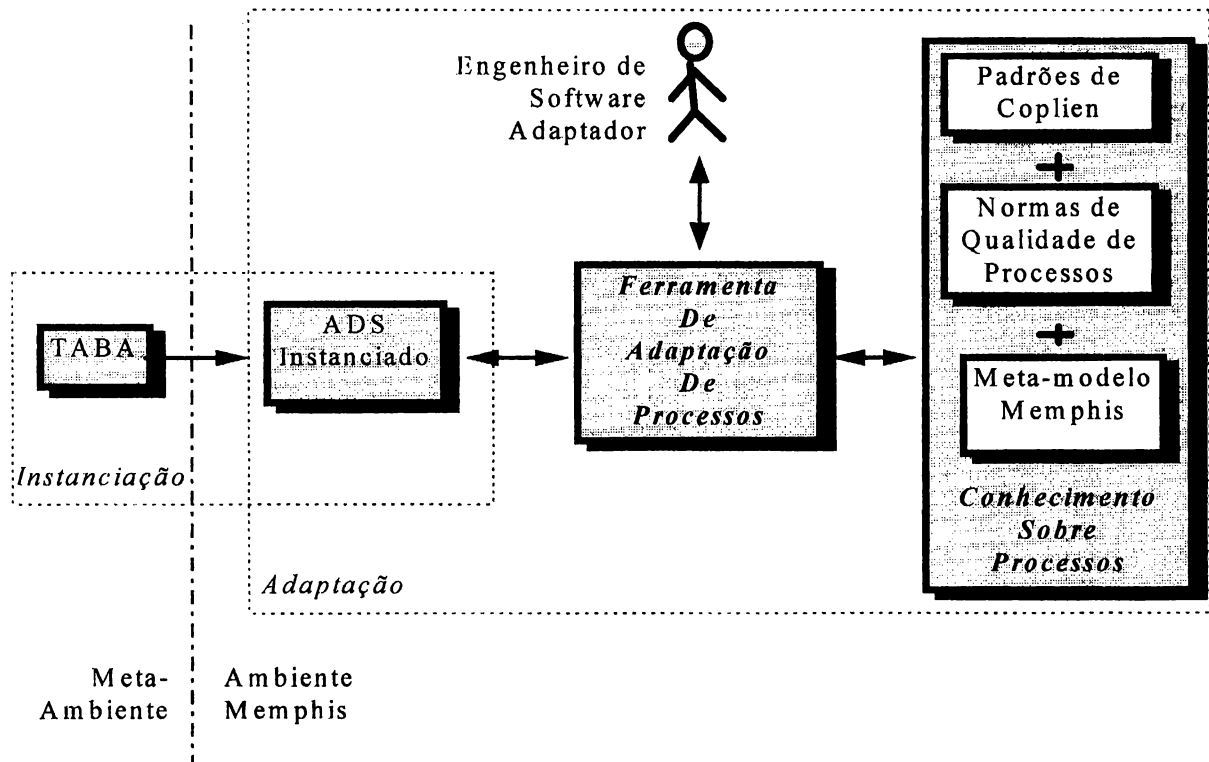 Engenheiro de
Software
Adaptador
Padrões de
Coplien
+
Normas de
Qualidade de
Processos
+
Meta-modelo
Memphis
Conhecimento
Sobre
Processos
Ferramenta
De
Adaptação
De
Processos
ADS
Instanciado
TABA
Instanciação
Adaptação
Meta-
Ambiente
Ambiente
Memphis